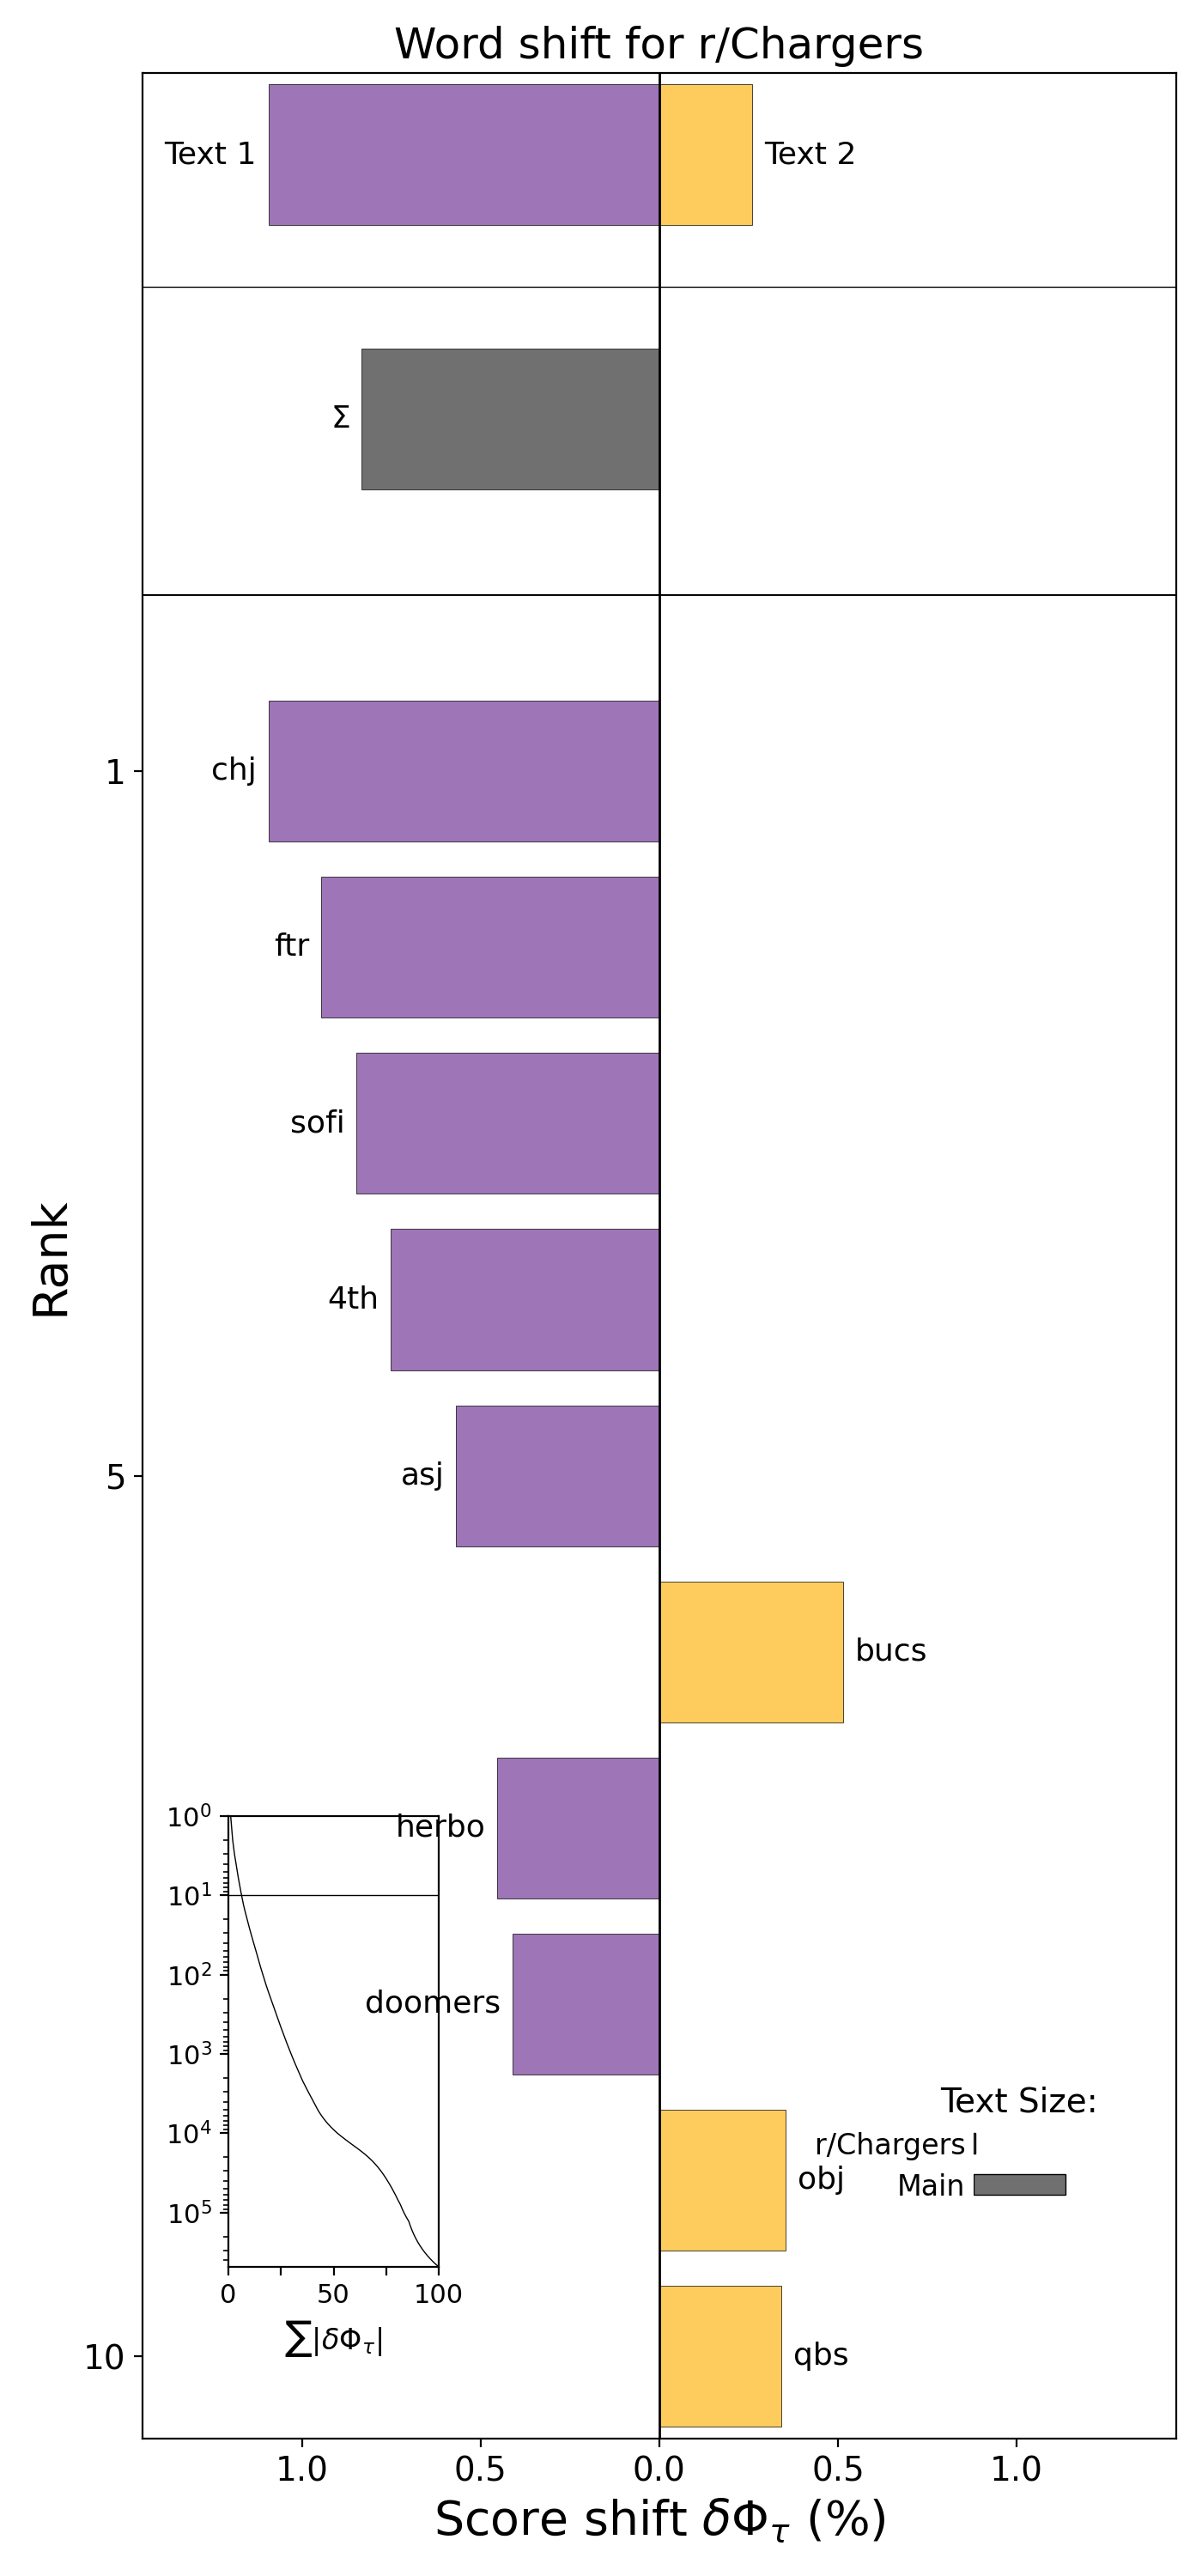 Word shift for r/Chargers
Text 1
Text 2
Σ
Rank
1
chj
ftr
sofi
4th
5
asj
bucs
herbo
doomers
obj
10
qbs
10⁰
10¹
10²
10³
10⁴
10⁵
0 50 100
∑|δΦτ|
Text Size:
r/Chargers
Main
1.0 0.5 0.0 0.5 1.0
Score shift δΦτ (%)